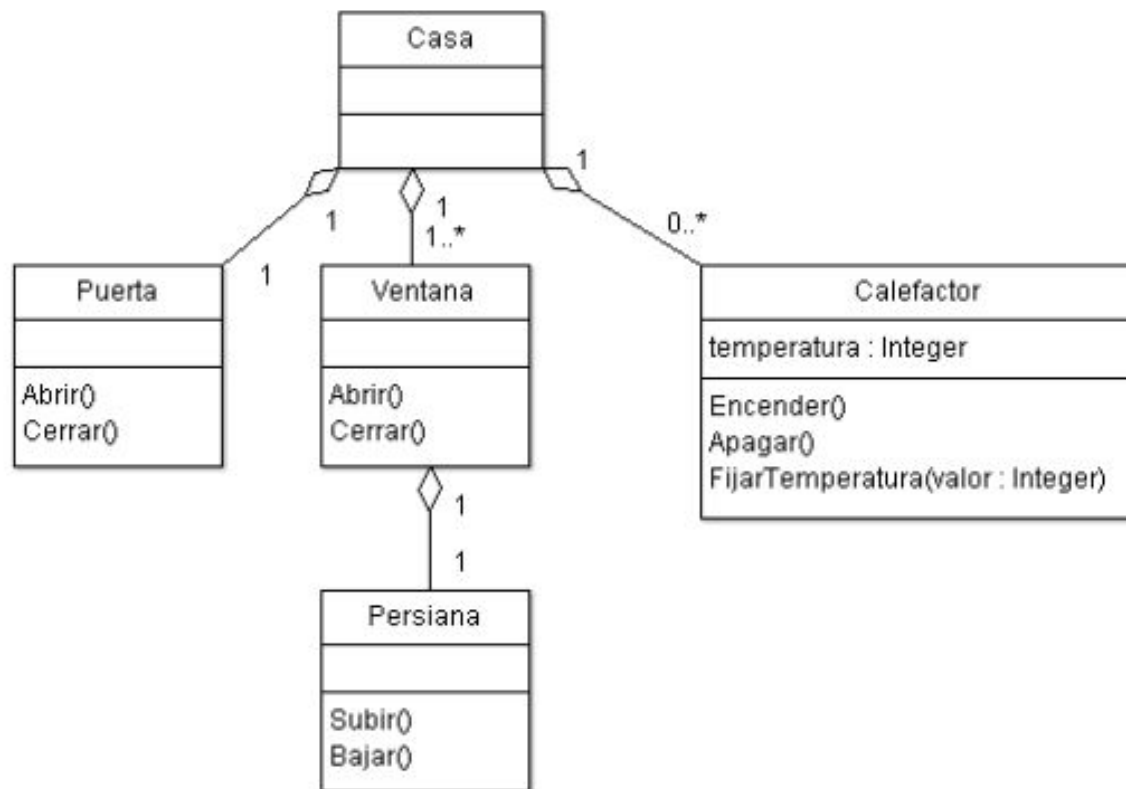 Casa
1
1
1
1..*
0..*
1
Puerta
Abrir()
Cerrar()
Ventana
Abrir()
Cerrar()
Calefactor
temperatura : Integer
Encender()
Apagar()
FijarTemperatura(valor : Integer)
1
1
Persiana
Subir()
Bajar()